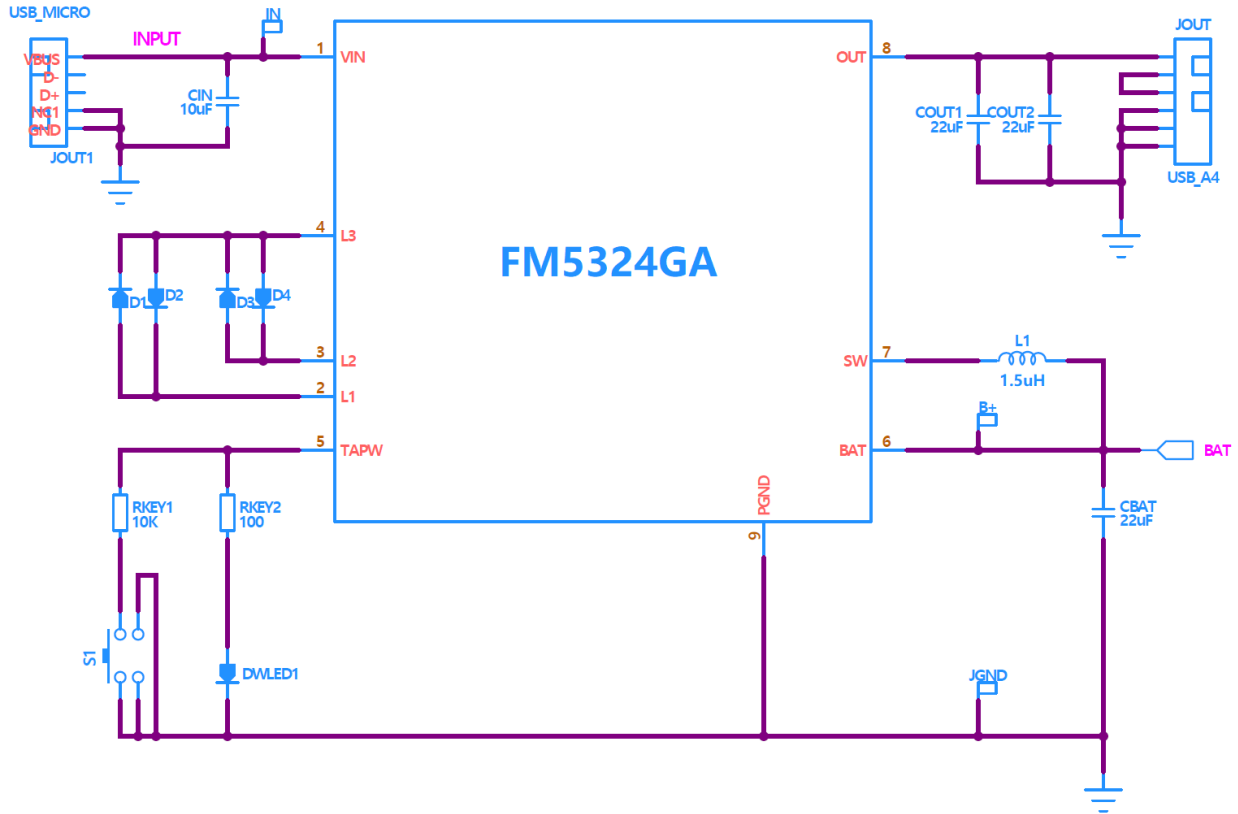 USB_MICRO
IN
INPUT
JOUT
VBUS
1
VIN
OUT
8
D-
D+
CIN
10uF
NC1
GND
COUT1
22uF
COUT2
22uF
JOUT1
USB_A4
4
L3
FM5324GA
D1
D2
D3
D4
3
L2
2
L1
SW
7
L1
1.5uH
B+
5
TAPW
BAT
6
BAT
PGND
9
RKEY1
10K
RKEY2
100
CBAT
22uF
S1
DWLED1
JGND